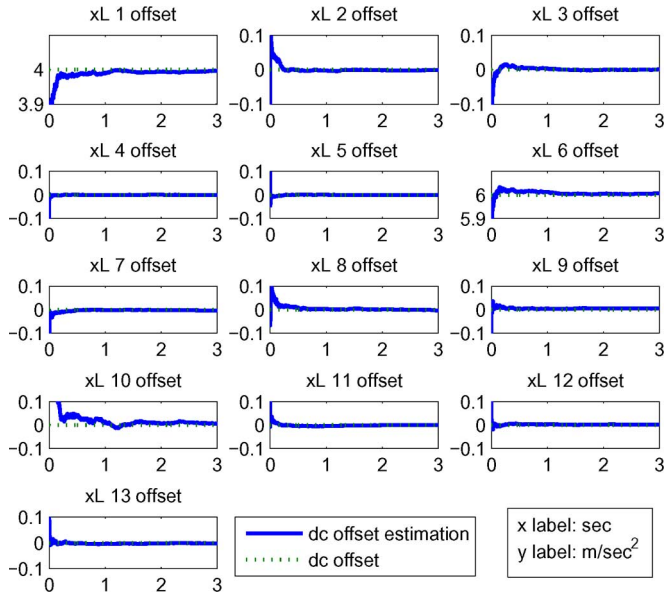 xL 1 offset
4
3.9
0 1 2 3
xL 2 offset
0.1
0
−0.1
0 1 2 3
xL 3 offset
0.1
0
−0.1
0 1 2 3
xL 4 offset
0.1
0
−0.1
0 1 2 3
xL 5 offset
0.1
0
−0.1
0 1 2 3
xL 6 offset
6
5.9
0 1 2 3
xL 7 offset
0.1
0
−0.1
0 1 2 3
xL 8 offset
0.1
0
−0.1
0 1 2 3
xL 9 offset
0.1
0
−0.1
0 1 2 3
xL 10 offset
0.1
0
−0.1
0 1 2 3
xL 11 offset
0.1
0
−0.1
0 1 2 3
xL 12 offset
0.1
0
−0.1
0 1 2 3
xL 13 offset
0.1
0
−0.1
0 1 2 3
dc offset estimation
dc offset
x label: sec
y label: m/sec²